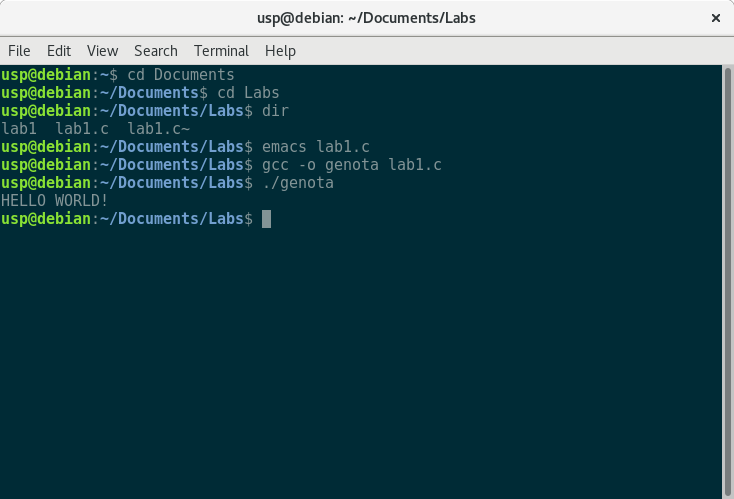 usp@debian: ~/Documents/Labs ×
File Edit View Search Terminal Help
usp@debian:~$ cd Documents
usp@debian:~/Documents$ cd Labs
usp@debian:~/Documents/Labs$ dir
lab1  lab1.c  lab1.c~
usp@debian:~/Documents/Labs$ emacs lab1.c
usp@debian:~/Documents/Labs$ gcc -o genota lab1.c
usp@debian:~/Documents/Labs$ ./genota
HELLO WORLD!
usp@debian:~/Documents/Labs$